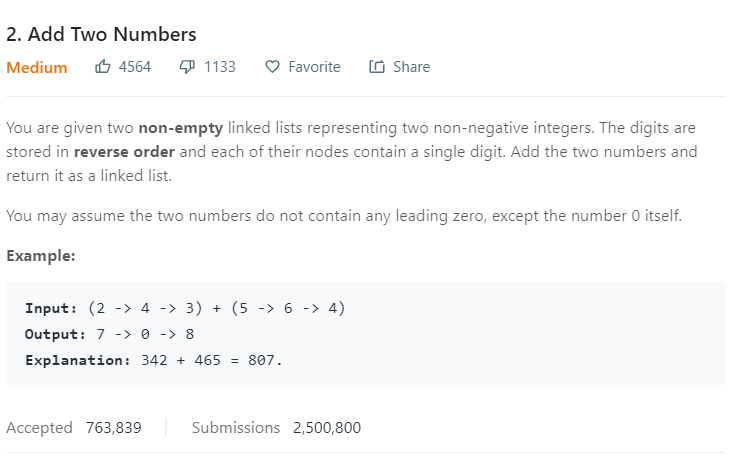 2. Add Two Numbers
Medium 4564 1133 Favorite Share
You are given two non-empty linked lists representing two non-negative integers. The digits are
stored in reverse order and each of their nodes contain a single digit. Add the two numbers and
return it as a linked list.
You may assume the two numbers do not contain any leading zero, except the number 0 itself.
Example:
Input: (2 -> 4 -> 3) + (5 -> 6 -> 4)
Output: 7 -> 0 -> 8
Explanation: 342 + 465 = 807.
Accepted 763,839 Submissions 2,500,800